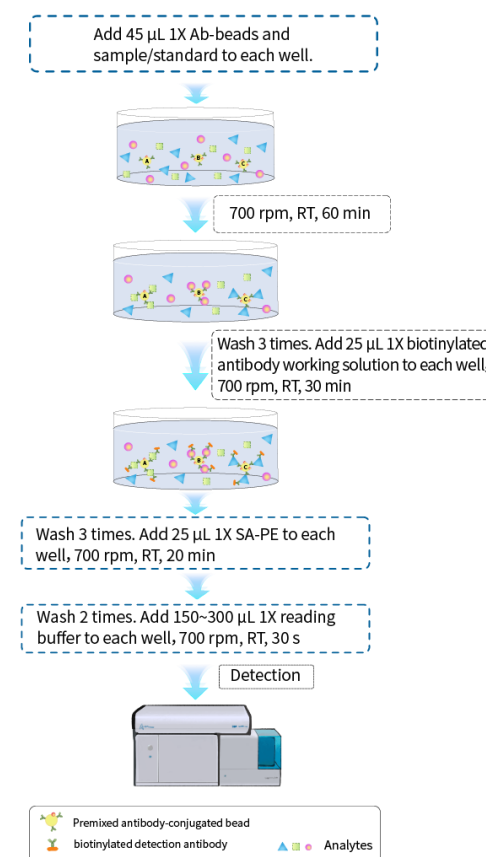 Add 45 μL 1X Ab-beads and
sample/standard to each well.
A
B
C
700 rpm, RT, 60 min
A
B
C
Wash 3 times. Add 25 μL 1X biotinylated
antibody working solution to each well,
700 rpm, RT, 30 min
A
B
C
Wash 3 times. Add 25 μL 1X SA-PE to each
well, 700 rpm, RT, 20 min
Wash 2 times. Add 150~300 μL 1X reading
buffer to each well, 700 rpm, RT, 30 s
Detection
Premixed antibody-conjugated bead
biotinylated detection antibody
Analytes